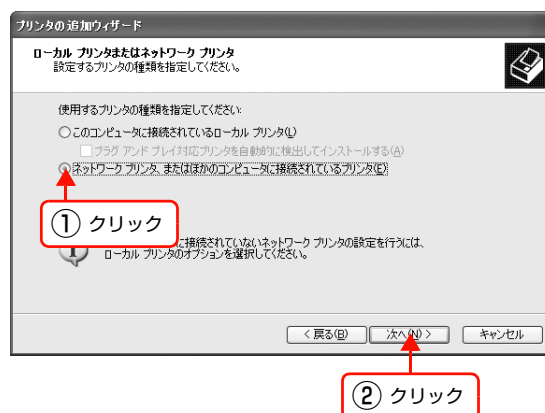 プリンタの追加ウィザード
ローカル プリンタまたはネットワーク プリンタ
設定するプリンタの種類を指定してください。
使用するプリンタの種類を指定してください:
このコンピュータに接続されているローカル プリンタ(L)
プラグ アンド プレイ対応プリンタを自動的に検出してインストールする(A)
ネットワーク プリンタ、またはほかのコンピュータに接続されているプリンタ(E)
① クリック
に接続されていないネットワーク プリンタの設定を行うには、
ローカル プリンタのオプションを選択してください。
< 戻る(B) 次へ(N) > キャンセル
② クリック